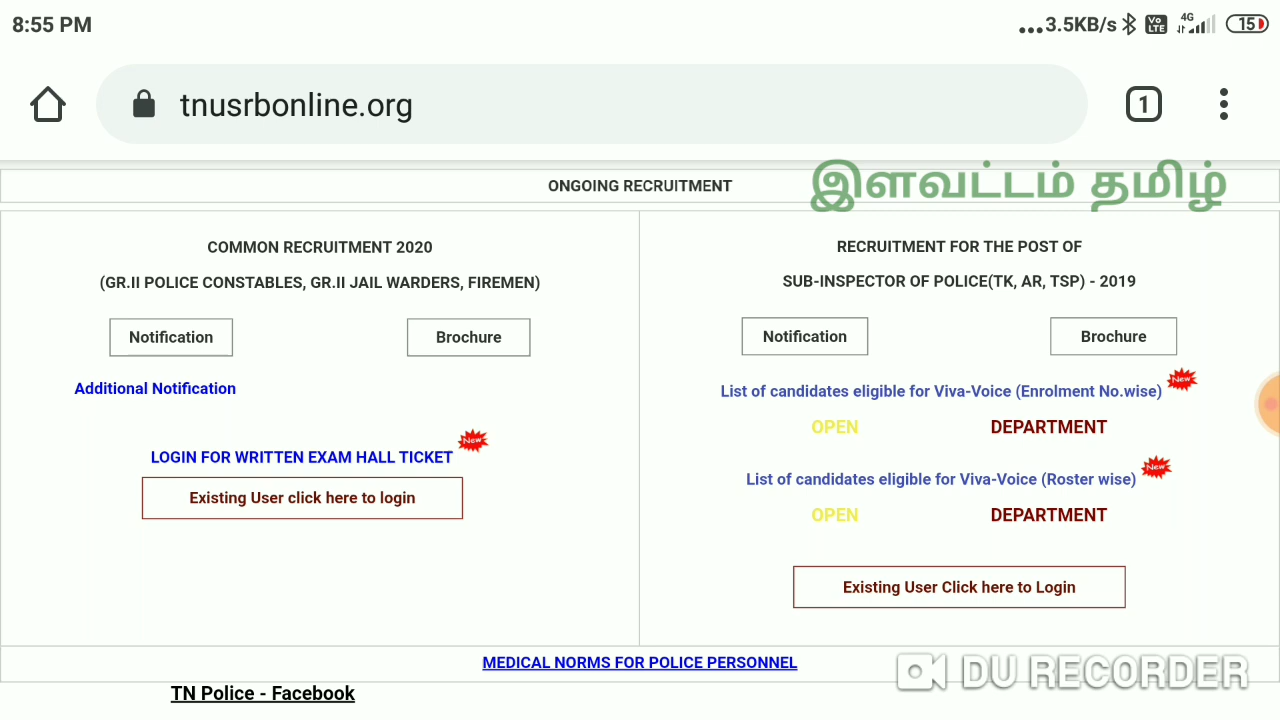 8:55 PM
...3.5KB/s Vo LTE 4G 15
tnusrbonline.org
1
இளவட்டம் தமிழ்
ONGOING RECRUITMENT
COMMON RECRUITMENT 2020
(GR.II POLICE CONSTABLES, GR.II JAIL WARDERS, FIREMEN)
Notification
Brochure
Additional Notification
New
LOGIN FOR WRITTEN EXAM HALL TICKET
Existing User click here to login
RECRUITMENT FOR THE POST OF
SUB-INSPECTOR OF POLICE(TK, AR, TSP) - 2019
Notification
Brochure
New
List of candidates eligible for Viva-Voice (Enrolment No.wise)
OPEN
DEPARTMENT
New
List of candidates eligible for Viva-Voice (Roster wise)
OPEN
DEPARTMENT
Existing User Click here to Login
MEDICAL NORMS FOR POLICE PERSONNEL
DU RECORDER
TN Police - Facebook